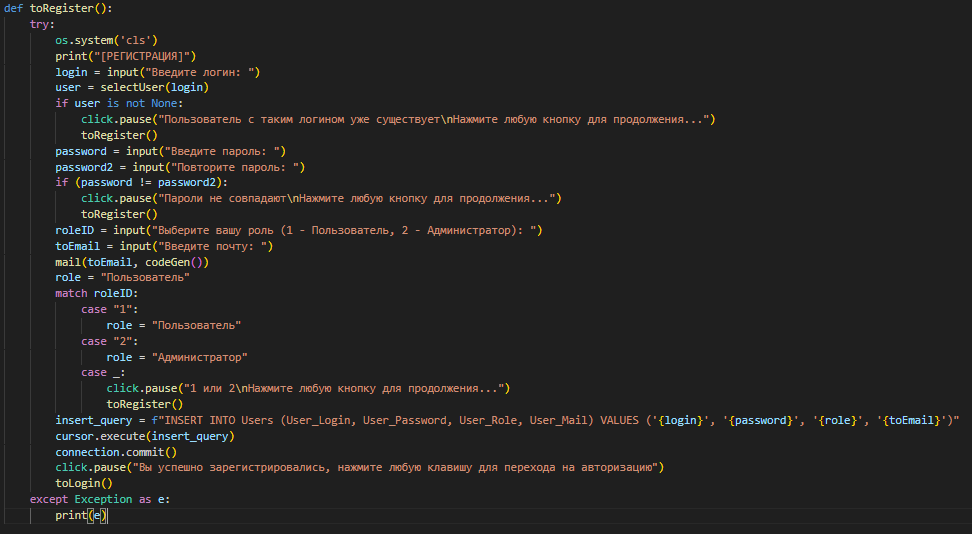 def toRegister():
    try:
        os.system('cls')
        print("[РЕГИСТРАЦИЯ]")
        login = input("Введите логин: ")
        user = selectUser(login)
        if user is not None:
            click.pause("Пользователь с таким логином уже существует\nНажмите любую кнопку для продолжения...")
            toRegister()
        password = input("Введите пароль: ")
        password2 = input("Повторите пароль: ")
        if (password != password2):
            click.pause("Пароли не совпадают\nНажмите любую кнопку для продолжения...")
            toRegister()
        roleID = input("Выберите вашу роль (1 - Пользователь, 2 - Администратор): ")
        toEmail = input("Введите почту: ")
        mail(toEmail, codeGen())
        role = "Пользователь"
        match roleID:
            case "1":
                role = "Пользователь"
            case "2":
                role = "Администратор"
            case _:
                click.pause("1 или 2\nНажмите любую кнопку для продолжения...")
                toRegister()
        insert_query = f"INSERT INTO Users (User_Login, User_Password, User_Role, User_Mail) VALUES ('{login}', '{password}', '{role}', '{toEmail}')"
        cursor.execute(insert_query)
        connection.commit()
        click.pause("Вы успешно зарегистрировались, нажмите любую клавишу для перехода на авторизацию")
        toLogin()
    except Exception as e:
        print(e)